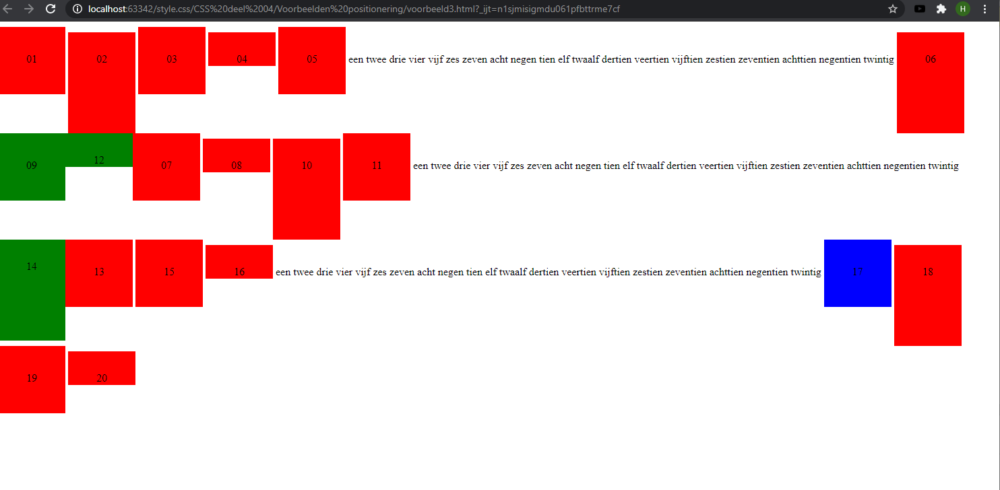 localhost:63342/style.css/CSS%20deel%2004/Voorbeelden%20positionering/voorbeeld3.html?_ijt=n1sjmisigmdu061pfbttrme7cf
H
01 02 03 04 05 een twee drie vier vijf zes zeven acht negen tien elf twaalf dertien veertien vijftien zestien zeventien achttien negentien twintig 06
09 12 07 08 10 11 een twee drie vier vijf zes zeven acht negen tien elf twaalf dertien veertien vijftien zestien zeventien achttien negentien twintig
14 13 15 16 een twee drie vier vijf zes zeven acht negen tien elf twaalf dertien veertien vijftien zestien zeventien achttien negentien twintig 17 18
19 20